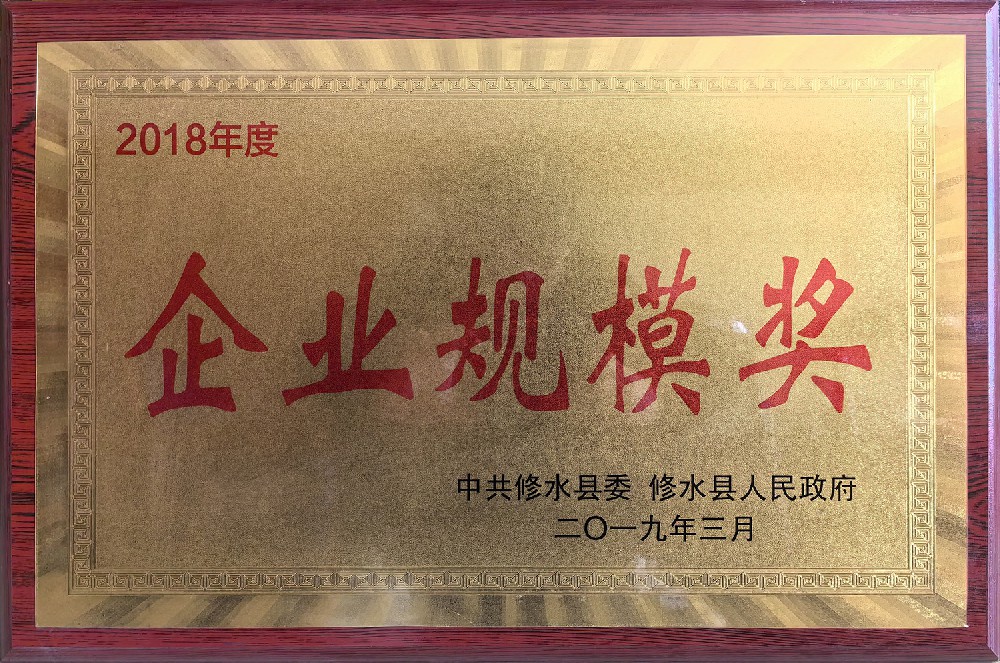 2018年度
企业规模奖
中共修水县委 修水县人民政府
二〇一九年三月